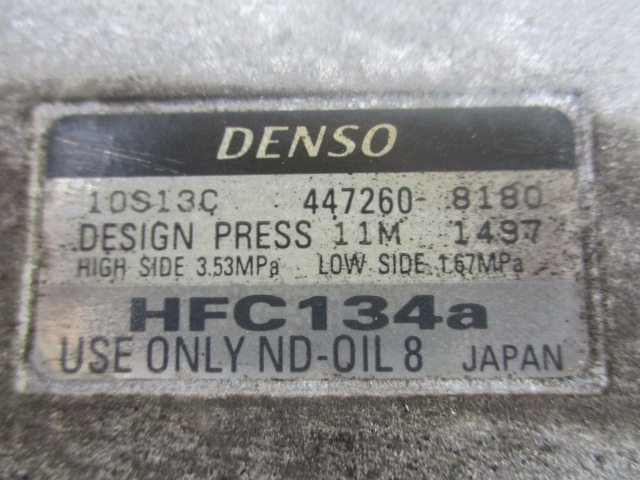 DENSO
10S13C 447260-8180
DESIGN PRESS 11M 1497
HIGH SIDE 3.53MPa LOW SIDE 1.67MPa
HFC134a
USE ONLY ND-OIL 8 JAPAN